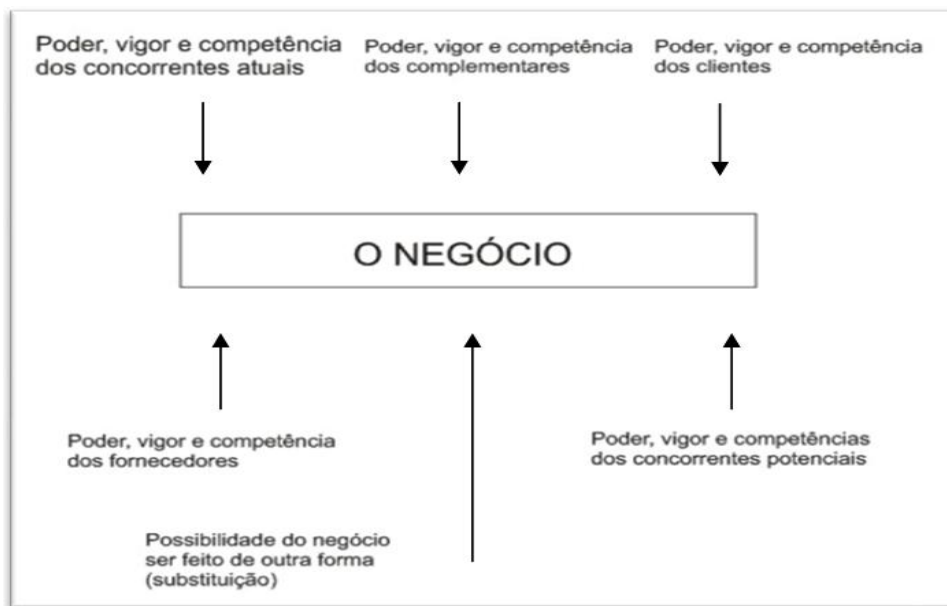 Poder, vigor e competência
dos concorrentes atuais
Poder, vigor e competência
dos complementares
Poder, vigor e competência
dos clientes
O NEGÓCIO
Poder, vigor e competência
dos fornecedores
Poder, vigor e competências
dos concorrentes potenciais
Possibilidade do negócio
ser feito de outra forma
(substituição)